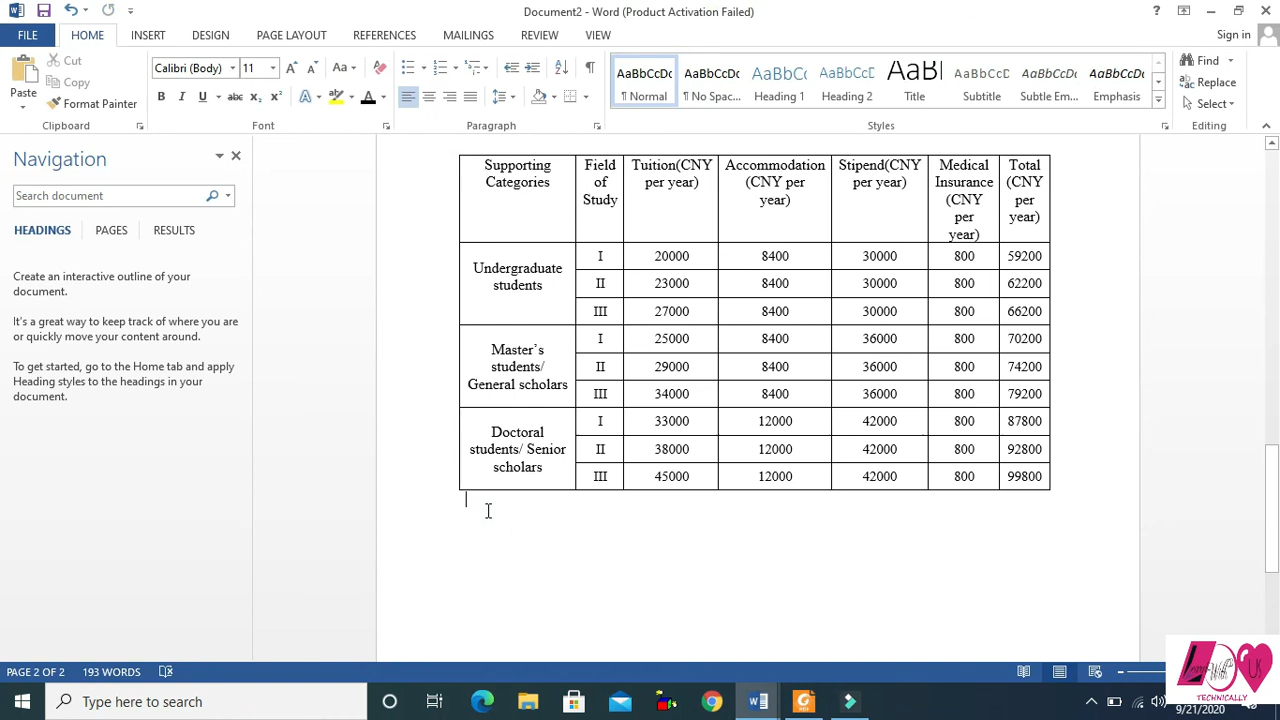 Document2 - Word (Product Activation Failed)
FILE HOME INSERT DESIGN PAGE LAYOUT REFERENCES MAILINGS REVIEW VIEW Sign in
Paste
Cut
Copy
Format Painter
Clipboard
Calibri (Body) 11
Font
Paragraph
AaBbCcDc AaBbCcDc AaBbC AaBbCc AaBl AaBbCcD AaBbCcDc AaBbCcDc
¶ Normal ¶ No Spac... Heading 1 Heading 2 Title Subtitle Subtle Em... Emphasis
Styles
Find
Replace
Select
Editing
Navigation
Search document
HEADINGS PAGES RESULTS
Create an interactive outline of your
document.
It's a great way to keep track of where you are
or quickly move your content around.
To get started, go to the Home tab and apply
Heading styles to the headings in your
document.
Supporting
Categories
Field
of
Study
Tuition(CNY
per year)
Accommodation
(CNY per
year)
Stipend(CNY
per year)
Medical
Insurance
(CNY
per
year)
Total
(CNY
per
year)
Undergraduate
students
I 20000 8400 30000 800 59200
II 23000 8400 30000 800 62200
III 27000 8400 30000 800 66200
Master’s
students/
General scholars
I 25000 8400 36000 800 70200
II 29000 8400 36000 800 74200
III 34000 8400 36000 800 79200
Doctoral
students/ Senior
scholars
I 33000 12000 42000 800 87800
II 38000 12000 42000 800 92800
III 45000 12000 42000 800 99800
PAGE 2 OF 2 193 WORDS
Type here to search
9/21/2020
UK
TECHNICALLY